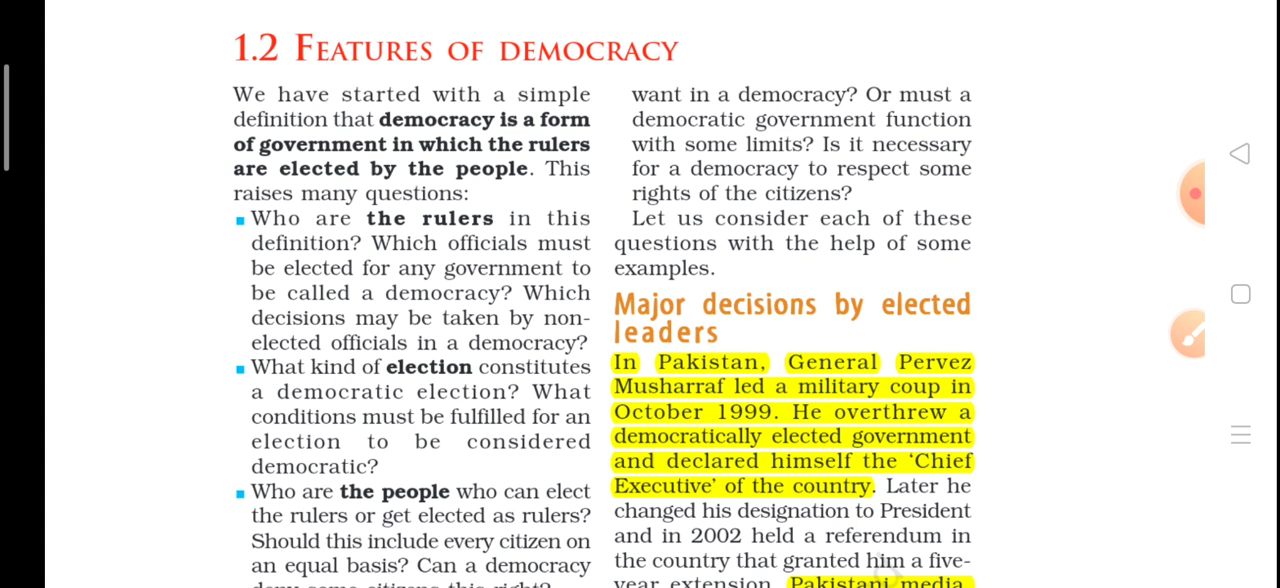 1.2 FEATURES OF DEMOCRACY
We have started with a simple
definition that democracy is a form
of government in which the rulers
are elected by the people. This
raises many questions:
Who are the rulers in this
definition? Which officials must
be elected for any government to
be called a democracy? Which
decisions may be taken by non-
elected officials in a democracy?
What kind of election constitutes
a democratic election? What
conditions must be fulfilled for an
election to be considered
democratic?
Who are the people who can elect
the rulers or get elected as rulers?
Should this include every citizen on
an equal basis? Can a democracy
deny some citizens this right?
want in a democracy? Or must a
democratic government function
with some limits? Is it necessary
for a democracy to respect some
rights of the citizens?
Let us consider each of these
questions with the help of some
examples.
Major decisions by elected
leaders
In Pakistan, General Pervez
Musharraf led a military coup in
October 1999. He overthrew a
democratically elected government
and declared himself the 'Chief
Executive' of the country. Later he
changed his designation to President
and in 2002 held a referendum in
the country that granted him a five-
year extension. Pakistani media,